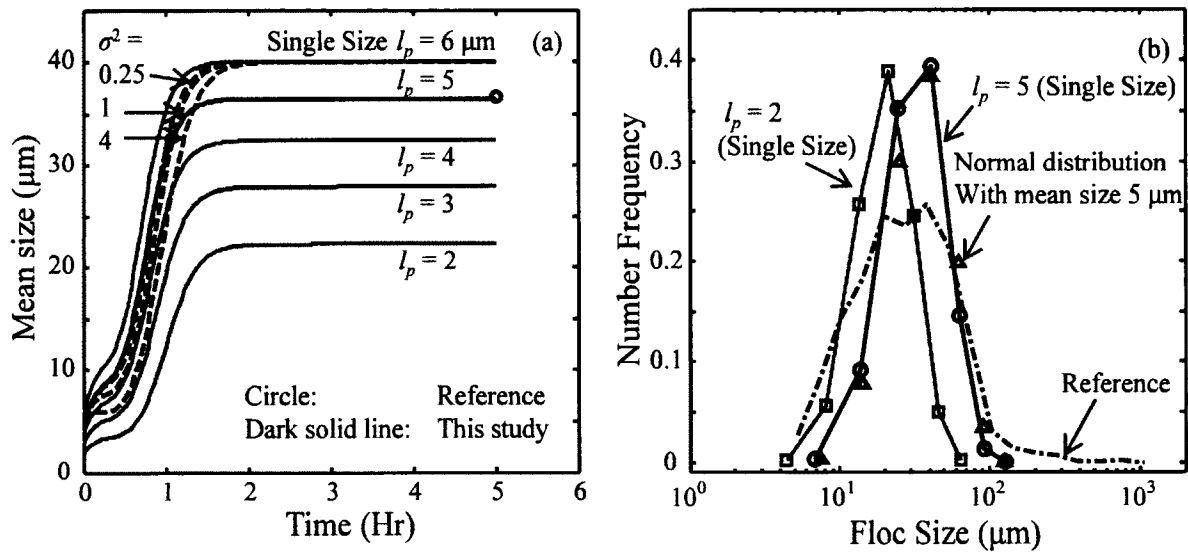 σ² =
0.25
1
4
Single Size lₚ = 6 μm
(a)
lₚ = 5
lₚ = 4
lₚ = 3
lₚ = 2
Circle: Reference
Dark solid line: This study
40
30
20
10
0
Mean size (μm)
0 1 2 3 4 5 6
Time (Hr)
(b)
lₚ = 5 (Single Size)
lₚ = 2
(Single Size)
Normal distribution
With mean size 5 μm
Reference
0.4
0.3
0.2
0.1
0
Number Frequency
10⁰ 10¹ 10² 10³
Floc Size (μm)